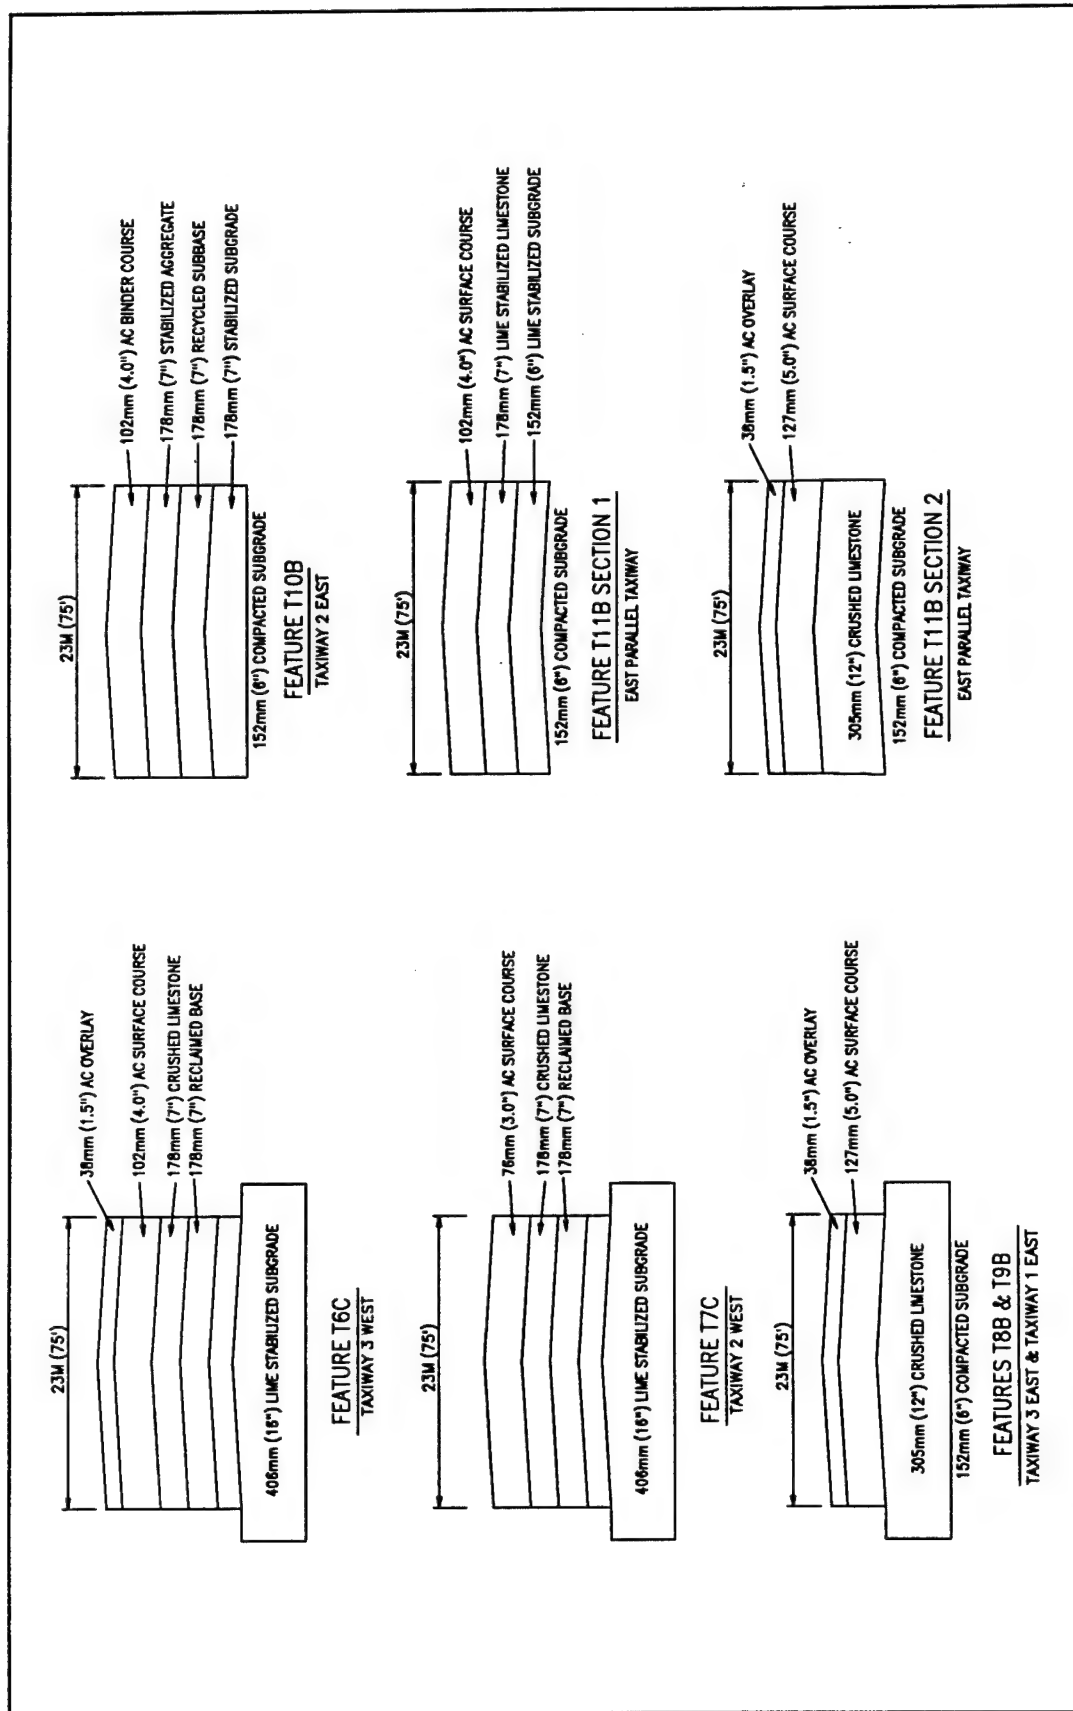 23M (75')
38mm (1.5") AC OVERLAY
102mm (4.0") AC SURFACE COURSE
178mm (7") CRUSHED LIMESTONE
178mm (7") RECLAIMED BASE
406mm (16") LIME STABILIZED SUBGRADE
FEATURE T6C
TAXIWAY 3 WEST
23M (75')
102mm (4.0") AC BINDER COURSE
178mm (7") STABILIZED AGGREGATE
178mm (7") RECYCLED SUBBASE
178mm (7") STABILIZED SUBGRADE
152mm (6") COMPACTED SUBGRADE
FEATURE T10B
TAXIWAY 2 EAST
23M (75')
76mm (3.0") AC SURFACE COURSE
178mm (7") CRUSHED LIMESTONE
178mm (7") RECLAIMED BASE
406mm (16") LIME STABILIZED SUBGRADE
FEATURE T7C
TAXIWAY 2 WEST
23M (75')
102mm (4.0") AC SURFACE COURSE
178mm (7") LIME STABILIZED LIMESTONE
152mm (6") LIME STABILIZED SUBGRADE
152mm (6") COMPACTED SUBGRADE
FEATURE T11B SECTION 1
EAST PARALLEL TAXIWAY
23M (75')
38mm (1.5") AC OVERLAY
127mm (5.0") AC SURFACE COURSE
305mm (12") CRUSHED LIMESTONE
152mm (6") COMPACTED SUBGRADE
FEATURES T8B & T9B
TAXIWAY 3 EAST & TAXIWAY 1 EAST
23M (75')
38mm (1.5") AC OVERLAY
127mm (5.0") AC SURFACE COURSE
305mm (12") CRUSHED LIMESTONE
152mm (6") COMPACTED SUBGRADE
FEATURE T11B SECTION 2
EAST PARALLEL TAXIWAY